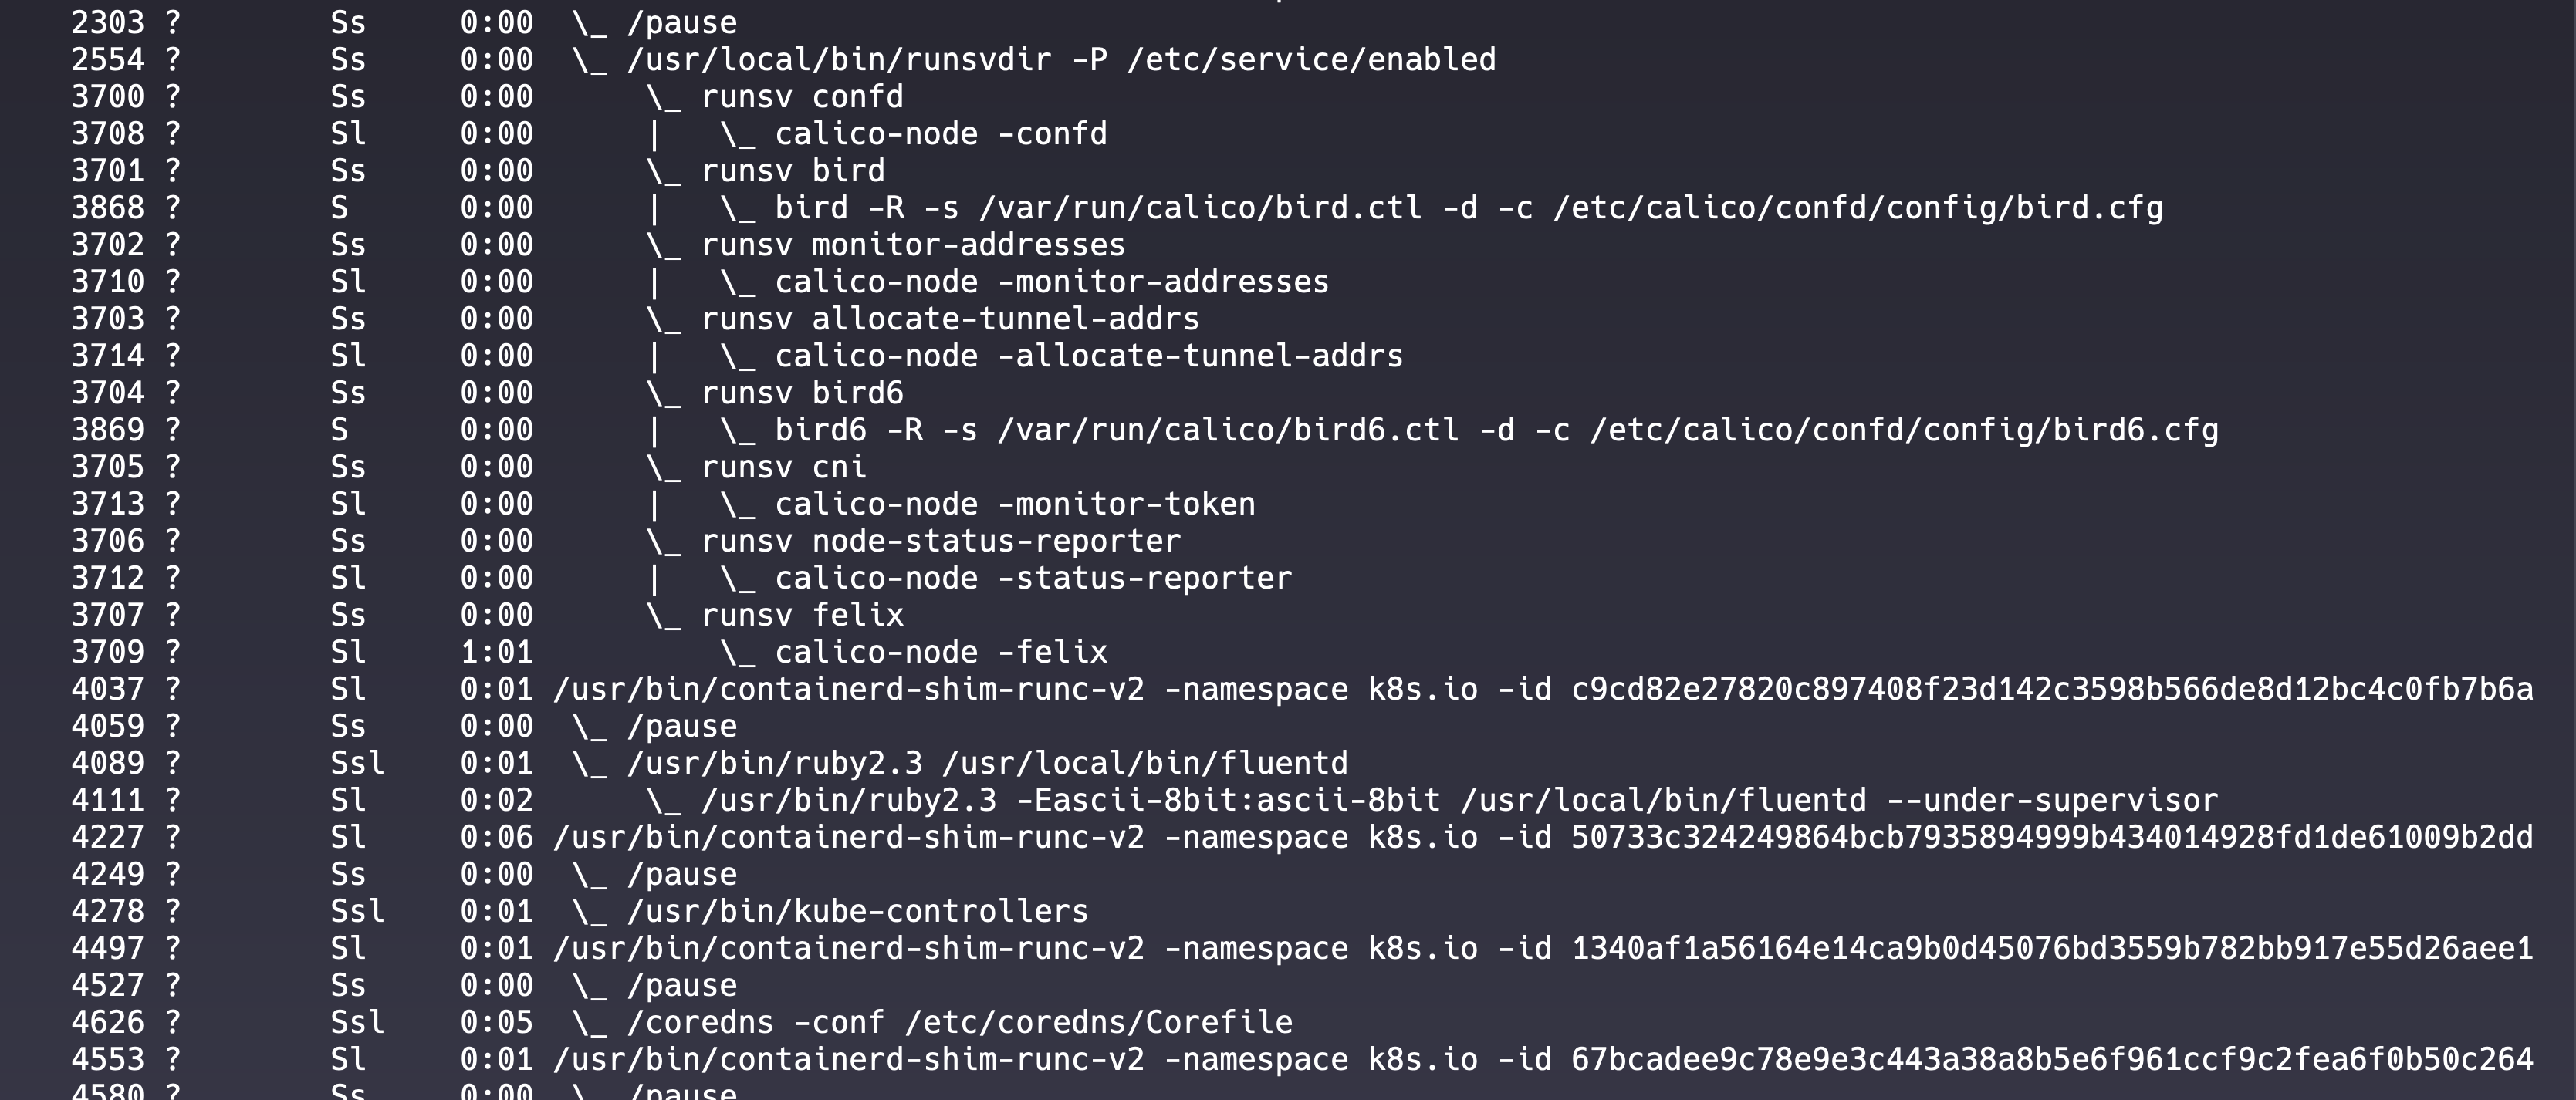 2303 ?        Ss     0:00  \_ /pause
2554 ?        Ss     0:00  \_ /usr/local/bin/runsvdir -P /etc/service/enabled
3700 ?        Ss     0:00      \_ runsv confd
3708 ?        Sl     0:00      |   \_ calico-node -confd
3701 ?        Ss     0:00      \_ runsv bird
3868 ?        S      0:00      |   \_ bird -R -s /var/run/calico/bird.ctl -d -c /etc/calico/confd/config/bird.cfg
3702 ?        Ss     0:00      \_ runsv monitor-addresses
3710 ?        Sl     0:00      |   \_ calico-node -monitor-addresses
3703 ?        Ss     0:00      \_ runsv allocate-tunnel-addrs
3714 ?        Sl     0:00      |   \_ calico-node -allocate-tunnel-addrs
3704 ?        Ss     0:00      \_ runsv bird6
3869 ?        S      0:00      |   \_ bird6 -R -s /var/run/calico/bird6.ctl -d -c /etc/calico/confd/config/bird6.cfg
3705 ?        Ss     0:00      \_ runsv cni
3713 ?        Sl     0:00      |   \_ calico-node -monitor-token
3706 ?        Ss     0:00      \_ runsv node-status-reporter
3712 ?        Sl     0:00      |   \_ calico-node -status-reporter
3707 ?        Ss     0:00      \_ runsv felix
3709 ?        Sl     1:01          \_ calico-node -felix
4037 ?        Sl     0:01 /usr/bin/containerd-shim-runc-v2 -namespace k8s.io -id c9cd82e27820c897408f23d142c3598b566de8d12bc4c0fb7b6a
4059 ?        Ss     0:00  \_ /pause
4089 ?        Ssl    0:01  \_ /usr/bin/ruby2.3 /usr/local/bin/fluentd
4111 ?        Sl     0:02      \_ /usr/bin/ruby2.3 -Eascii-8bit:ascii-8bit /usr/local/bin/fluentd --under-supervisor
4227 ?        Sl     0:06 /usr/bin/containerd-shim-runc-v2 -namespace k8s.io -id 50733c324249864bcb7935894999b434014928fd1de61009b2dd
4249 ?        Ss     0:00  \_ /pause
4278 ?        Ssl    0:01  \_ /usr/bin/kube-controllers
4497 ?        Sl     0:01 /usr/bin/containerd-shim-runc-v2 -namespace k8s.io -id 1340af1a56164e14ca9b0d45076bd3559b782bb917e55d26aee1
4527 ?        Ss     0:00  \_ /pause
4626 ?        Ssl    0:05  \_ /coredns -conf /etc/coredns/Corefile
4553 ?        Sl     0:01 /usr/bin/containerd-shim-runc-v2 -namespace k8s.io -id 67bcadee9c78e9e3c443a38a8b5e6f961ccf9c2fea6f0b50c264
4580 ?        Ss     0:00  \_ /pause